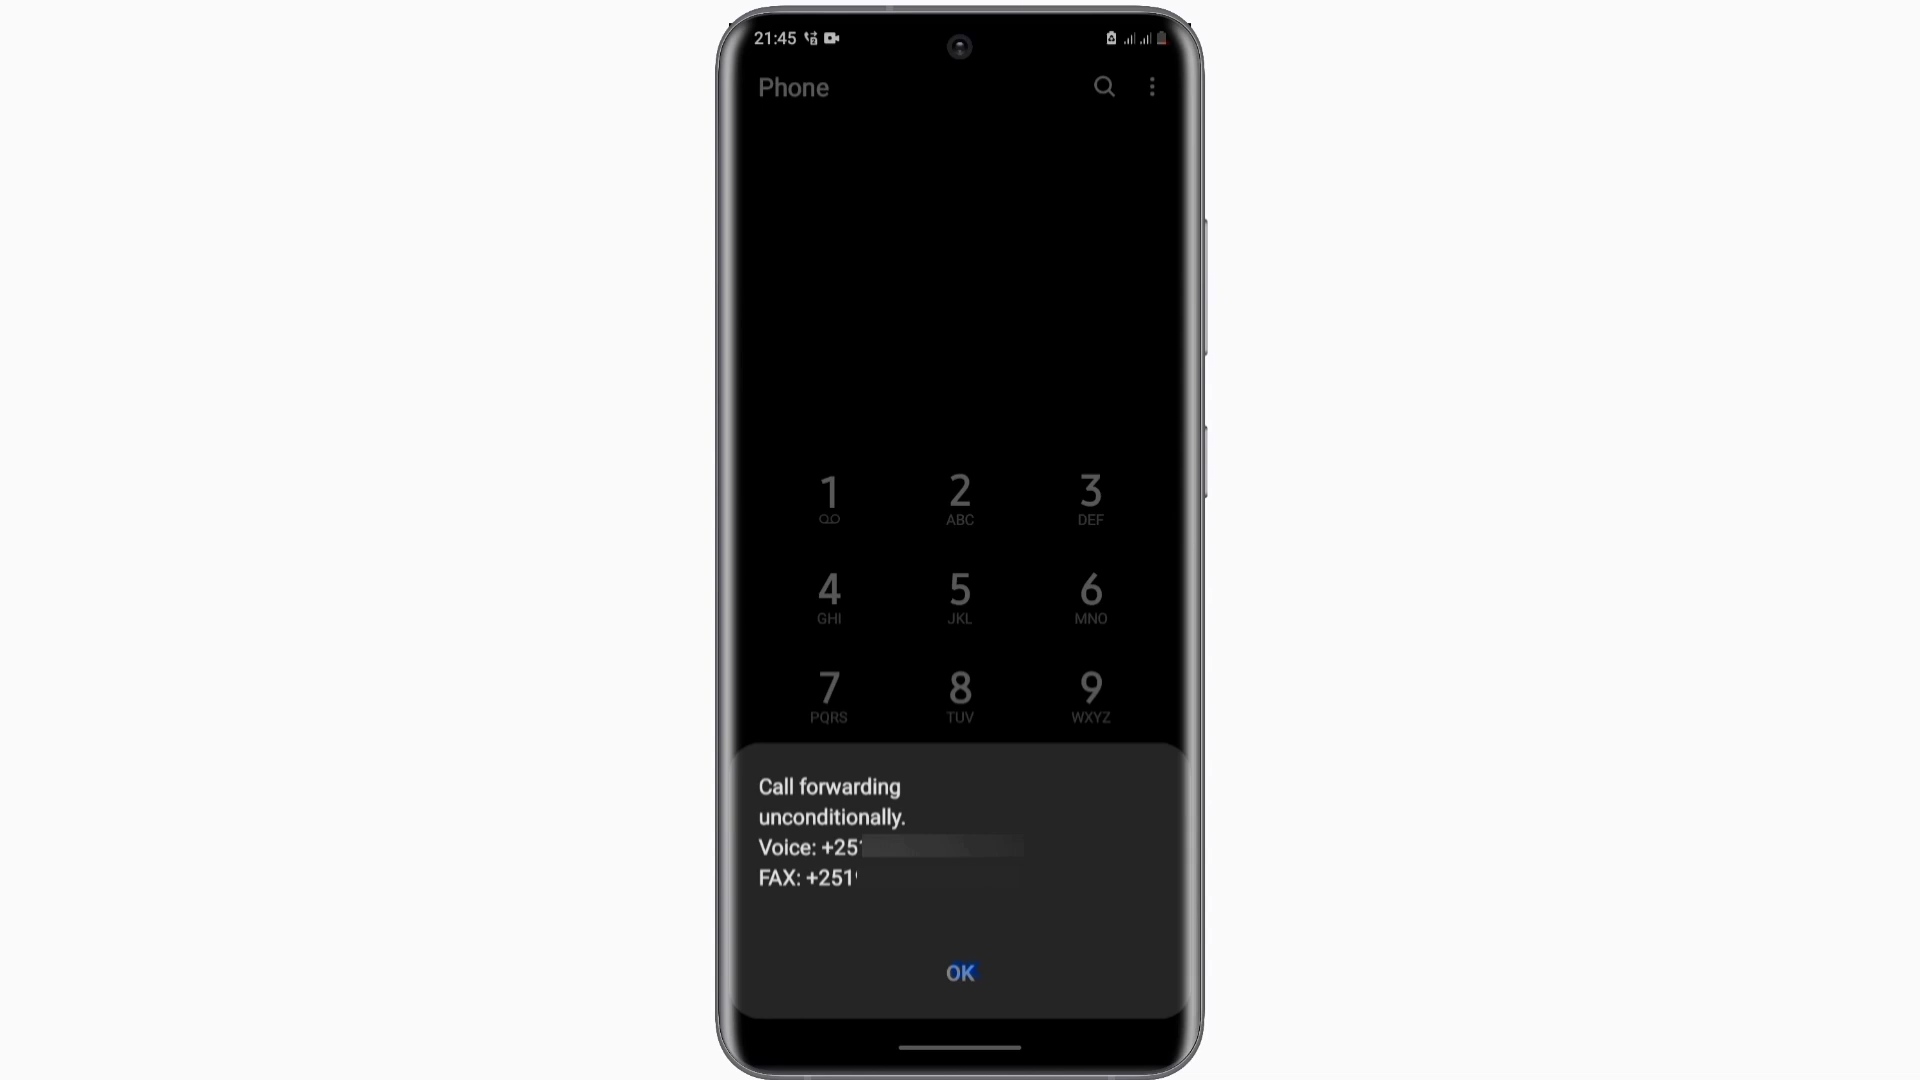 21:45
Phone
1
2 ABC
3 DEF
4 GHI
5 JKL
6 MNO
7 PQRS
8 TUV
9 WXYZ
Call forwarding
unconditionally.
Voice: +25
FAX: +251
OK